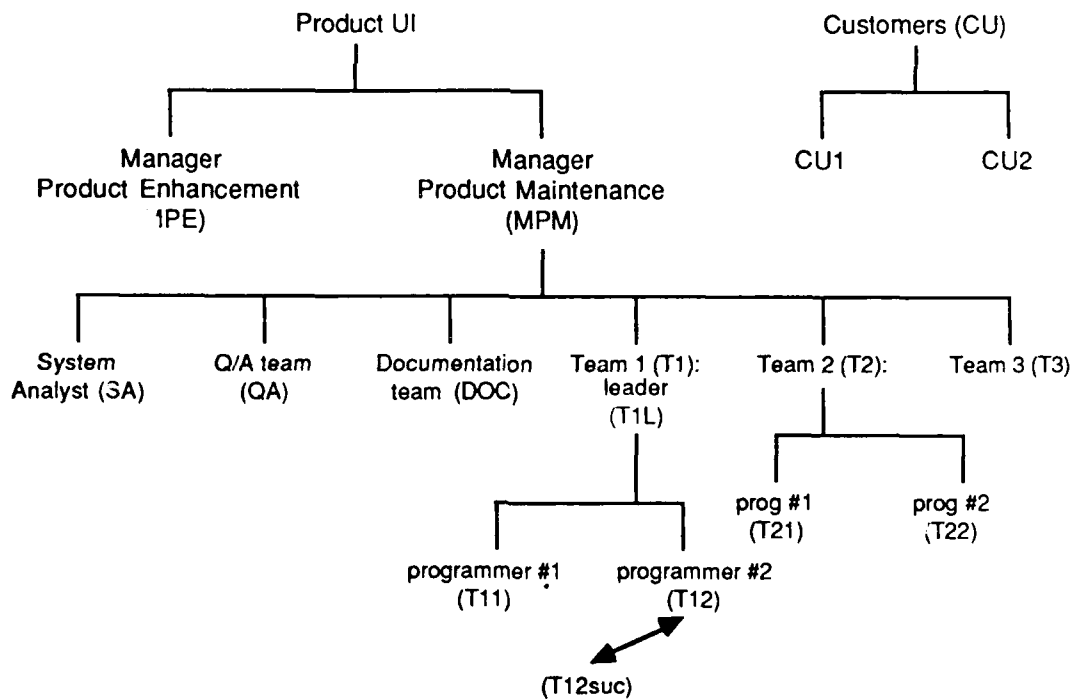 Product UI
Customers (CU)
Manager
Product Enhancement
Manager
Product Maintenance
(MPM)
CU1
CU2
System
Analyst (SA)
Q/A team
(QA)
Documentation
team (DOC)
Team 1 (T1):
leader
(T1L)
Team 2 (T2):
Team 3 (T3)
prog #1
(T21)
prog #2
(T22)
programmer #1
(T11)
programmer #2
(T12)
(T12suc)